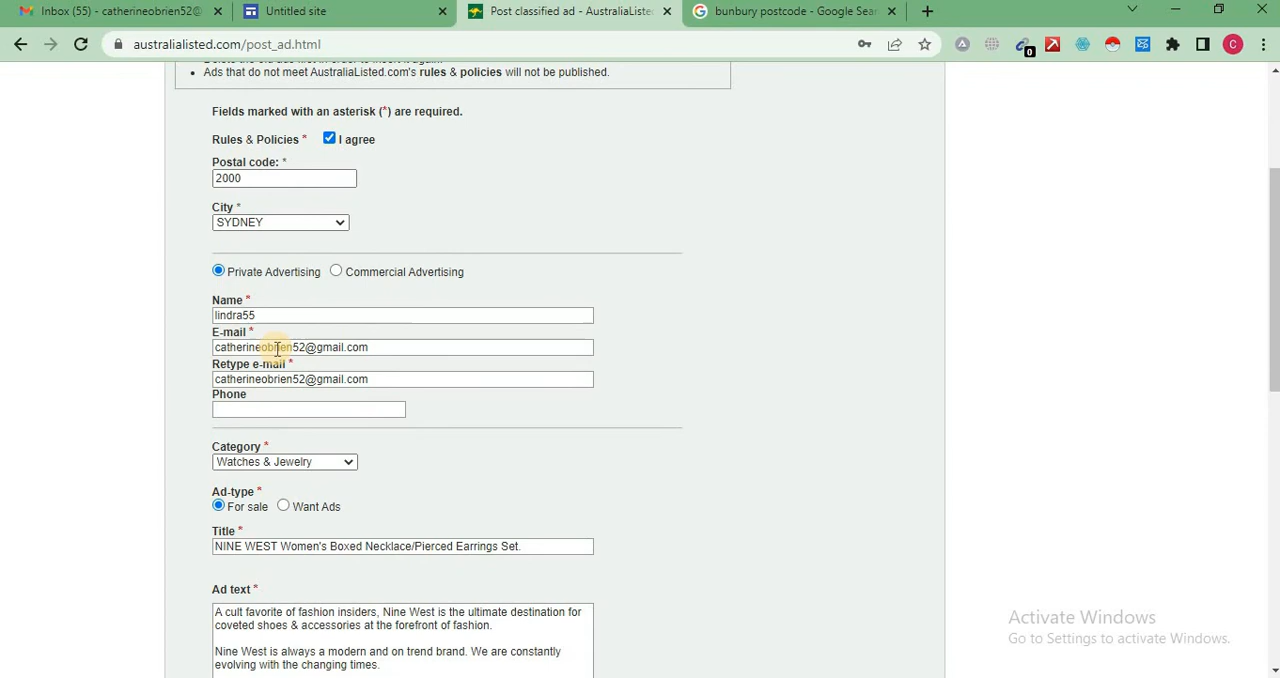 Inbox (55) - catherineobrien52@
Untitled site
Post classified ad - AustraliaListe
bunbury postcode - Google Sear
australialisted.com/post_ad.html
0
C
Ads that do not meet AustraliaListed.com's rules & policies will not be published.
Fields marked with an asterisk (*) are required.
Rules & Policies * I agree
Postal code: *
2000
City *
SYDNEY
Private Advertising Commercial Advertising
Name *
lindra55
E-mail *
catherineobrien52@gmail.com
Retype e-mail *
catherineobrien52@gmail.com
Phone
Category *
Watches & Jewelry
Ad-type *
For sale Want Ads
Title *
NINE WEST Women's Boxed Necklace/Pierced Earrings Set.
Ad text *
A cult favorite of fashion insiders, Nine West is the ultimate destination for
coveted shoes & accessories at the forefront of fashion.
Nine West is always a modern and on trend brand. We are constantly
evolving with the changing times.
Activate Windows
Go to Settings to activate Windows.